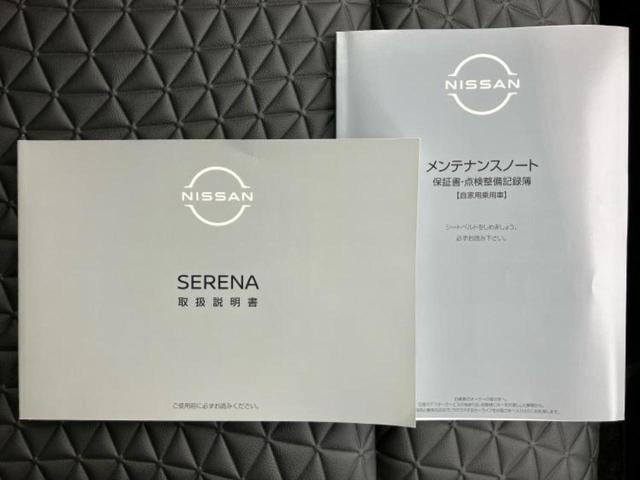 NISSAN
SERENA
取扱説明書
ご使用前に必ずお読みください。
NISSAN
メンテナンスノート
保証書・点検整備記録簿
【自家用乗用車】
シートベルトをしめましょう。
必ずお読み下さい。